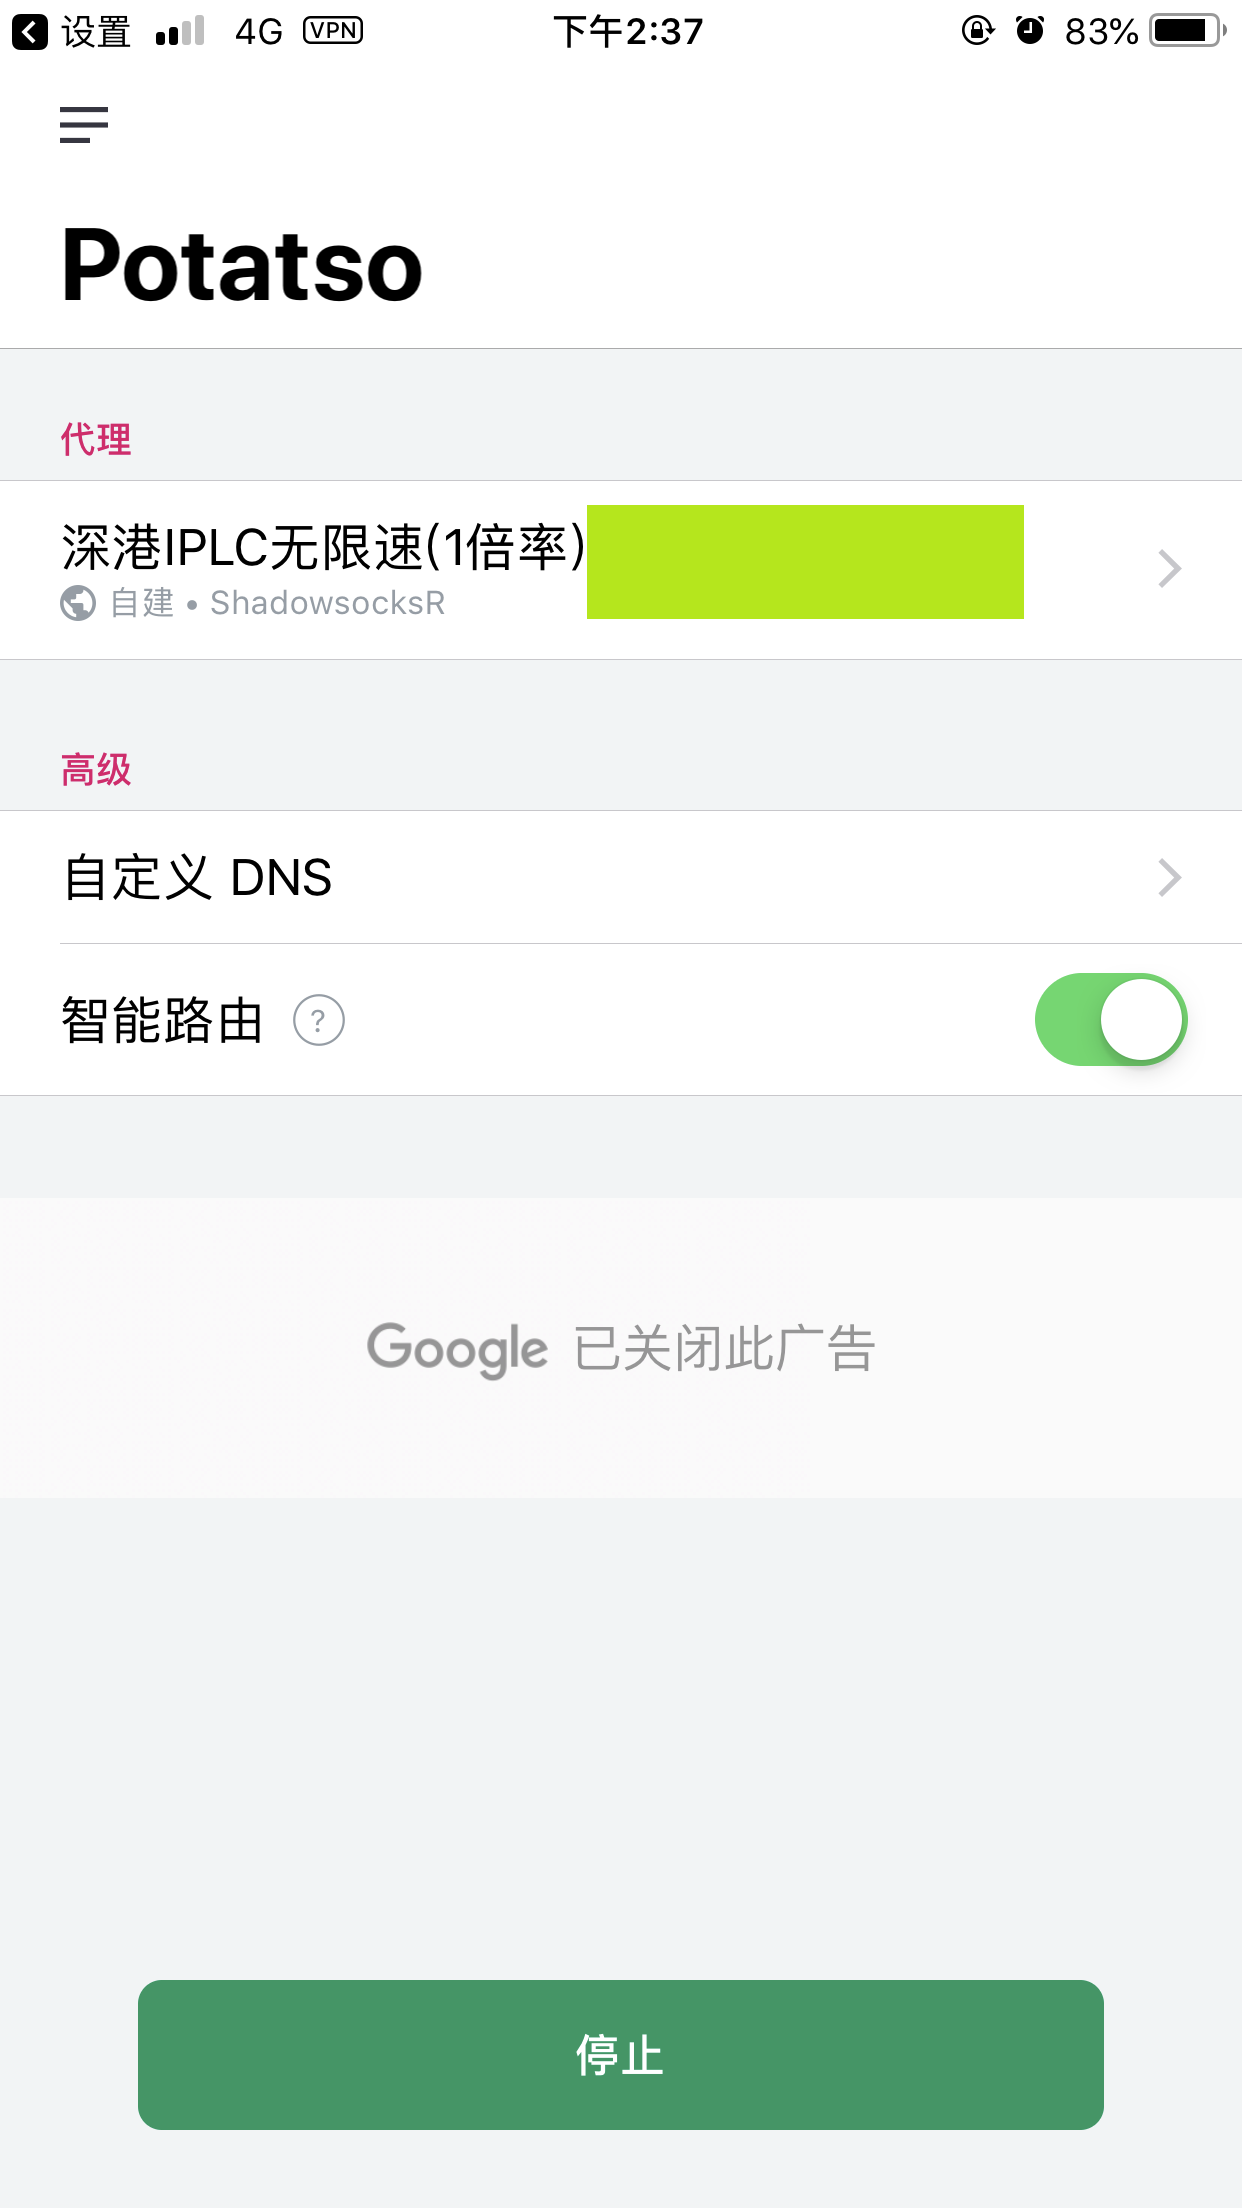 设置 4G VPN 下午2:37 83%
Potatso
代理
深港IPLC无限速(1倍率)
自建 • ShadowsocksR
高级
自定义 DNS
智能路由 ?
Google 已关闭此广告
停止